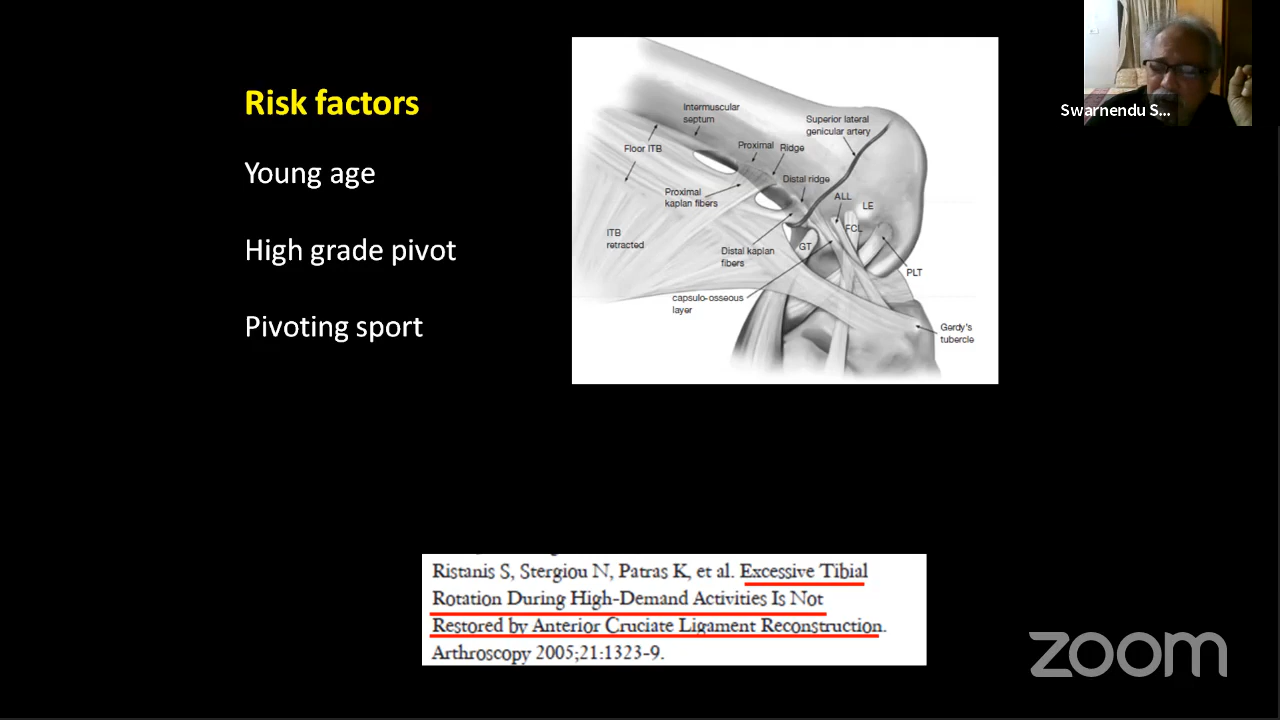 Risk factors
Young age
High grade pivot
Pivoting sport
Intermuscular
septum
Superior lateral
genicular artery
Floor ITB
Proximal
Ridge
Proximal
kaplan fibers
Distal ridge
ALL
LE
FCL
ITB
retracted
GT
Distal kaplan
fibers
PLT
capsulo-osseous
layer
Gerdy's
tubercle
Ristanis S, Stergiou N, Patras K, et al. Excessive Tibial
Rotation During High-Demand Activities Is Not
Restored by Anterior Cruciate Ligament Reconstruction.
Arthroscopy 2005;21:1323-9.
Swarnendu S...
zoom